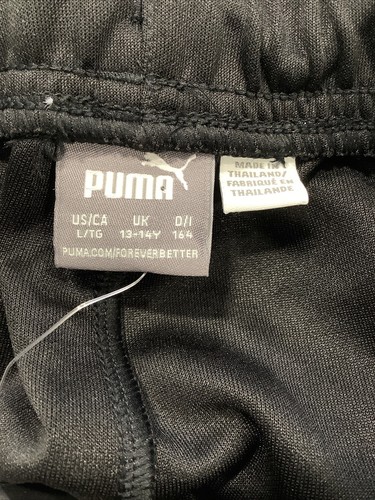 PUMA
US/CA UK D/I
L/TG 13-14Y 164
PUMA.COM/FOREVERBETTER
MADE IN
THAILAND/
FABRIQUÉ EN
THAILANDE